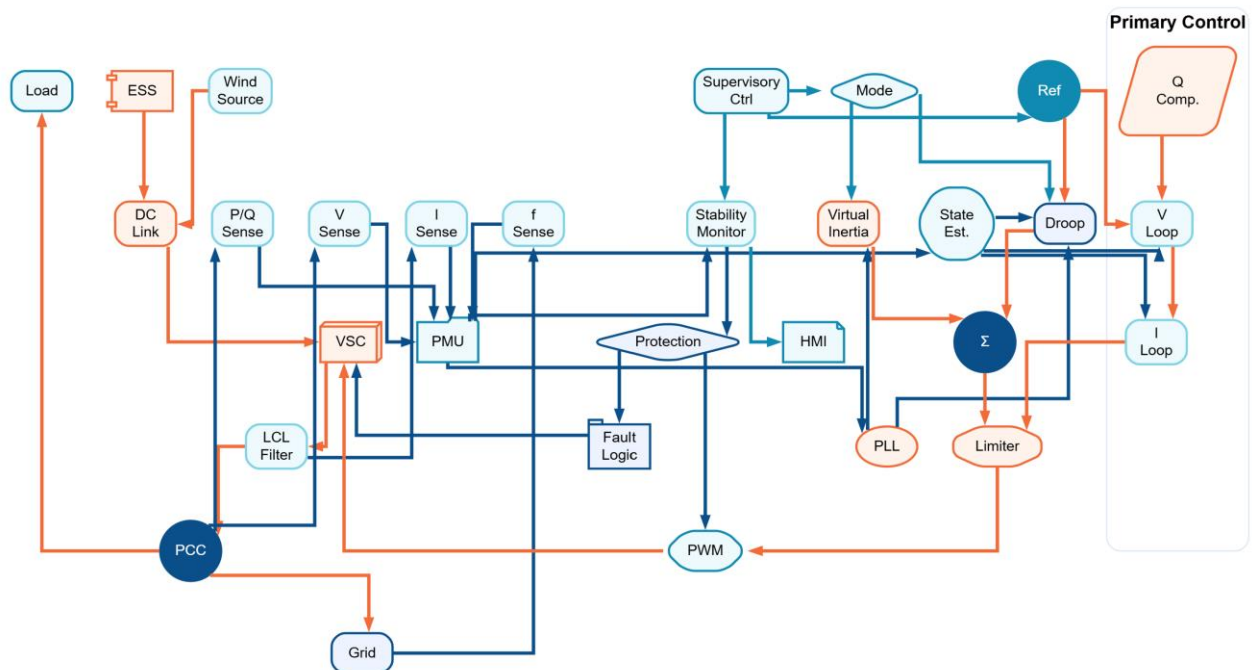 Primary Control
Load
ESS
Wind
Source
Supervisory
Ctrl
Mode
Ref
Q
Comp.
DC
Link
P/Q
Sense
V
Sense
I
Sense
f
Sense
Stability
Monitor
Virtual
Inertia
State
Est.
Droop
V
Loop
VSC
PMU
Protection
HMI
Σ
I
Loop
LCL
Filter
Fault
Logic
PLL
Limiter
PCC
PWM
Grid